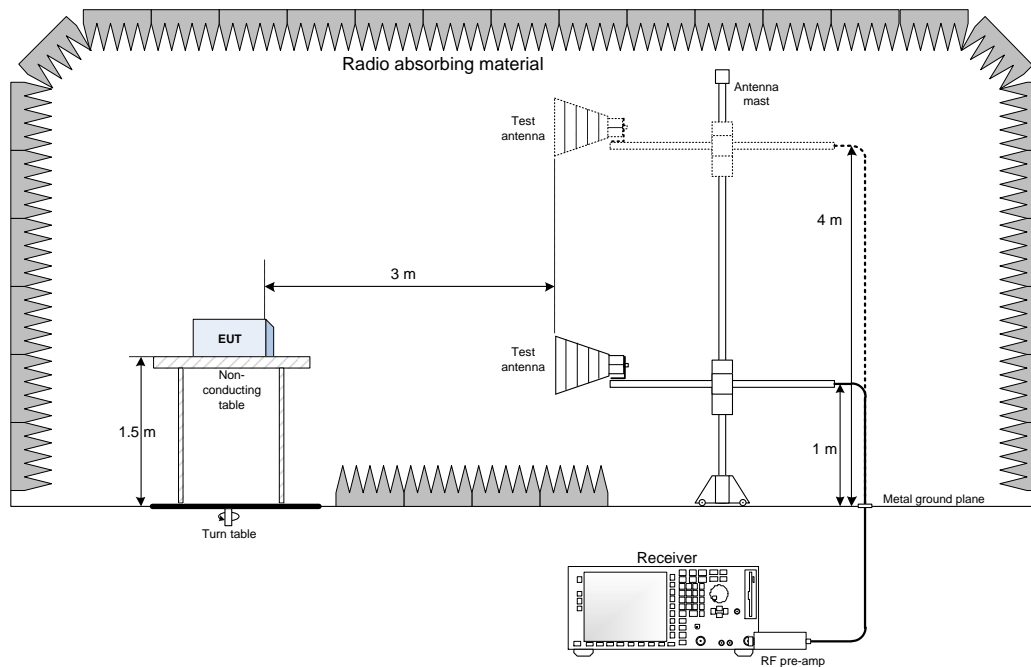 Radio absorbing material
Antenna
mast
Test
antenna
4 m
3 m
EUT
Test
antenna
Non-
conducting
table
1.5 m
1 m
Metal ground plane
Turn table
Receiver
RF pre-amp